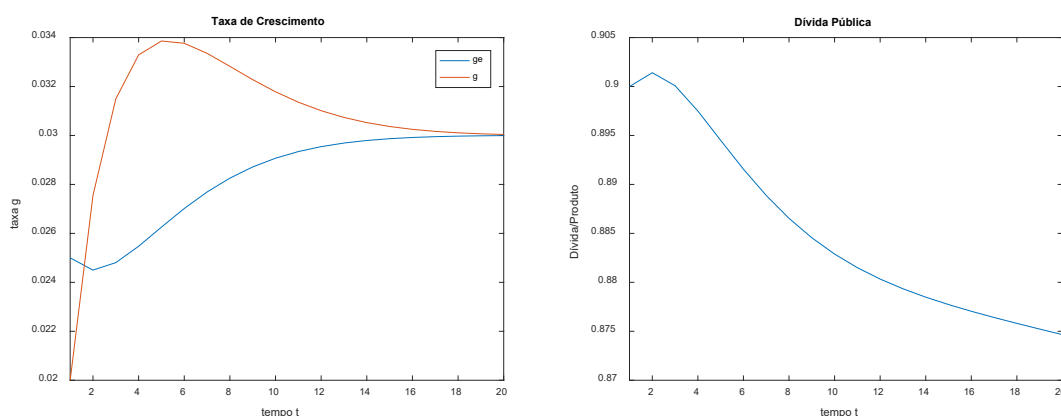 Taxa de Crescimento
0.034
0.032
0.03
0.028
0.026
0.024
0.022
0.02
taxa g
2 4 6 8 10 12 14 16 18 20
tempo t
ge
g
Dívida Pública
0.905
0.9
0.895
0.89
0.885
0.88
0.875
0.87
Dívida/Produto
2 4 6 8 10 12 14 16 18 20
tempo t